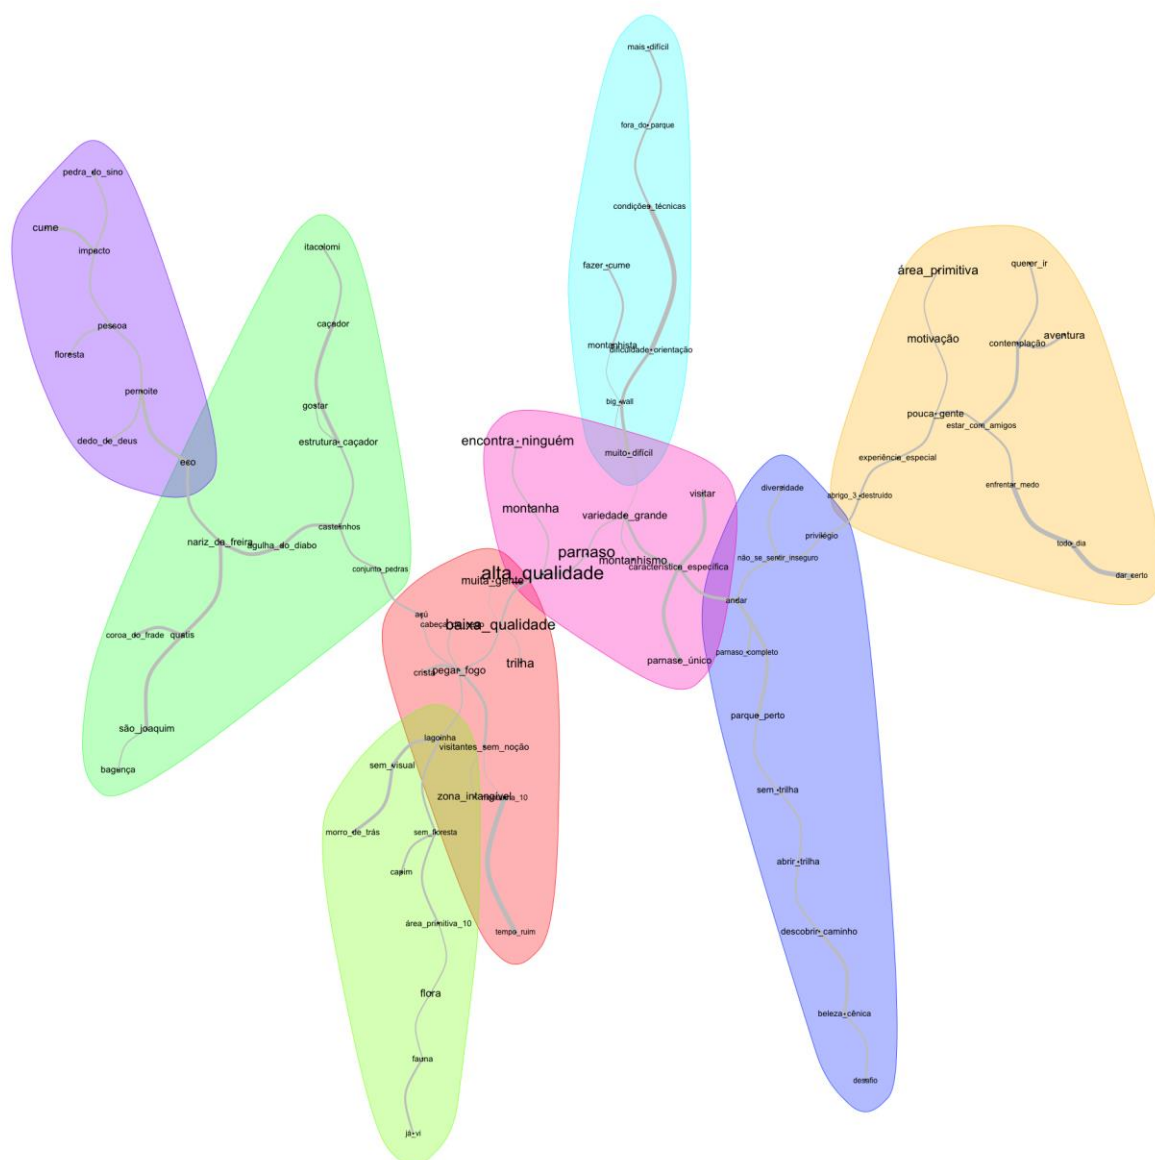 mais_difícil
fora_do_parque
condições_técnicas
fazer_cume
montanhista
dificuldade_orientação
big_wall
muito_difícil
pedra_do_sino
cume
impacto
pessoa
floresta
pernoite
dedo_de_deus
eco
itacolomi
caçador
gostar
estrutura_caçador
castelinhos
nariz_da_freira
agulha_do_diabo
conjunto_pedras
coroa_do_frade
quatis
são_joaquim
bagunça
área_primitiva
querer_ir
motivação
contemplação
aventura
pouca_gente
estar_com_amigos
experiência_especial
enfrentar_medo
abrigo_3_destruído
todo_dia
dar_certo
encontra_ninguém
montanha
visitar
variedade_grande
parnaso
montanhismo
característica_específica
alta_qualidade
parnaso_único
muita_gente
açú
baixa_qualidade
trilha
crista
pegar_fogo
visitantes_sem_noção
zona_intangível
tempo_ruim
lagoinha
sem_visual
morro_de_trás
sem_floresta
capim
área_primitiva_10
flora
fauna
já_vi
diversidade
privilégio
não_se_sentir_inseguro
andar
parnaso_completo
parque_perto
sem_trilha
abrir_trilha
descobrir_caminho
beleza_cênica
desafio